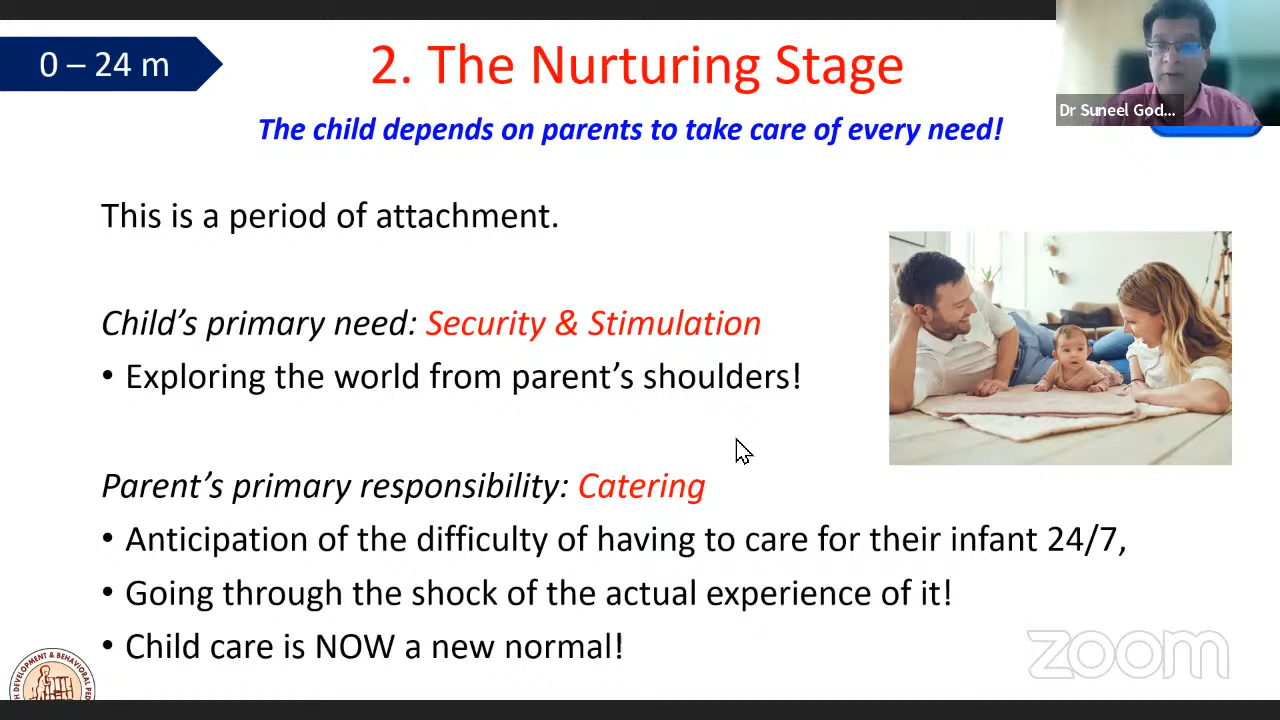 0 – 24 m
2. The Nurturing Stage
Dr Suneel God...
The child depends on parents to take care of every need!
This is a period of attachment.
Child's primary need: Security & Stimulation
• Exploring the world from parent's shoulders!
Parent's primary responsibility: Catering
• Anticipation of the difficulty of having to care for their infant 24/7,
• Going through the shock of the actual experience of it!
• Child care is NOW a new normal!
DEVELOPMENT & BEHAVIORAL
zoom